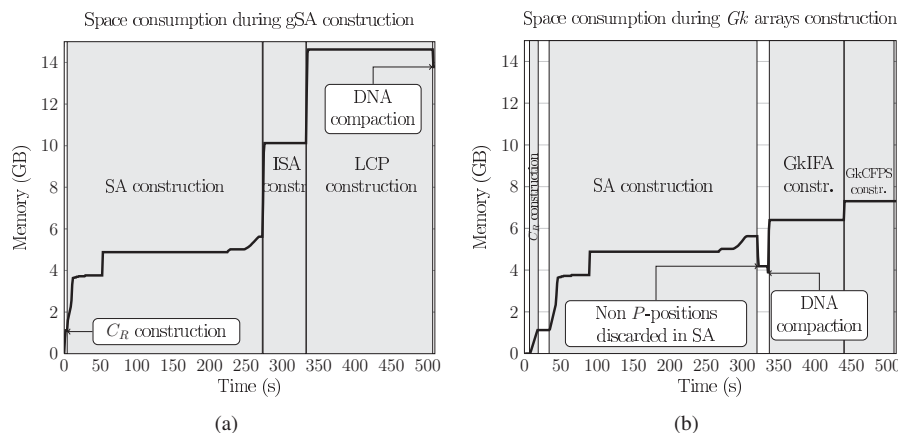 Space consumption during gSA construction
Memory (GB)
14
12
10
8
6
4
2
0
SA construction
ISA
constr
LCP
construction
DNA
compaction
C_R construction
0 50 100 150 200 250 300 350 400 450 500
Time (s)
(a)
Space consumption during Gk arrays construction
Memory (GB)
14
12
10
8
6
4
2
0
C_R construction
SA construction
GkIFA
constr.
GkCFPS
constr.
Non P-positions
discarded in SA
DNA
compaction
0 50 100 150 200 250 300 350 400 450 500
Time (s)
(b)